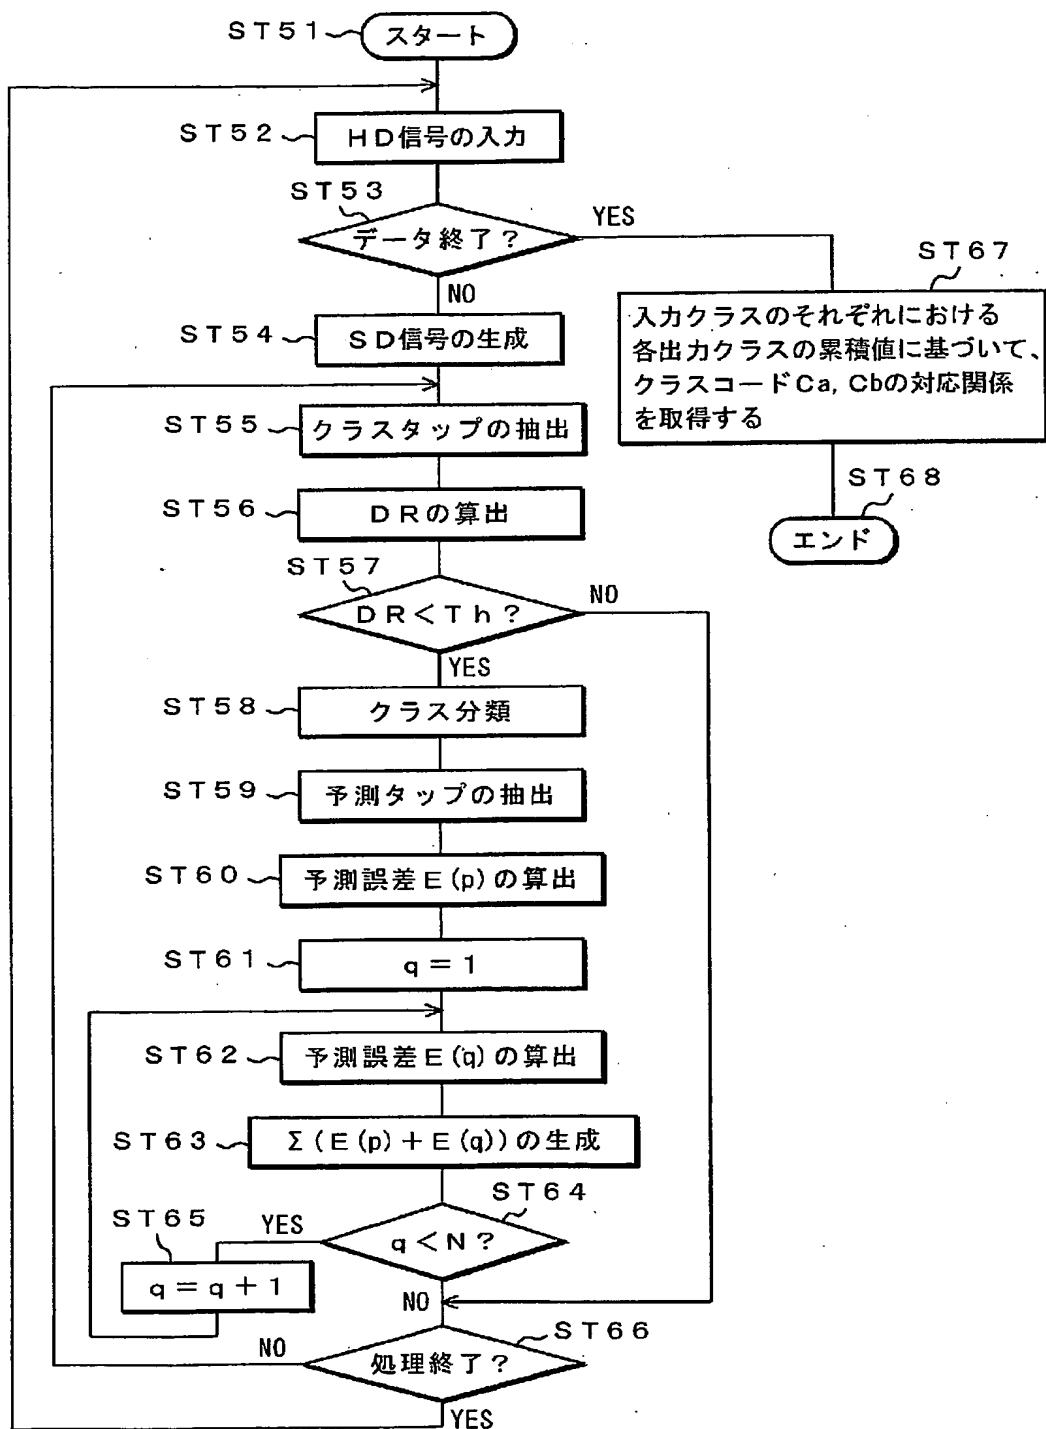 ST51
スタート
ST52
HD信号の入力
ST53
データ終了?
YES
NO
ST67
入力クラスのそれぞれにおける
各出力クラスの累積値に基づいて、
クラスコードCa, Cbの対応関係
を取得する
ST68
エンド
ST54
SD信号の生成
ST55
クラスタップの抽出
ST56
DRの算出
ST57
DR<Th?
NO
YES
ST58
クラス分類
ST59
予測タップの抽出
ST60
予測誤差E(p)の算出
ST61
q=1
ST62
予測誤差E(q)の算出
ST63
Σ(E(p)+E(q))の生成
ST64
q<N?
YES
ST65
q=q+1
NO
ST66
処理終了?
NO
YES